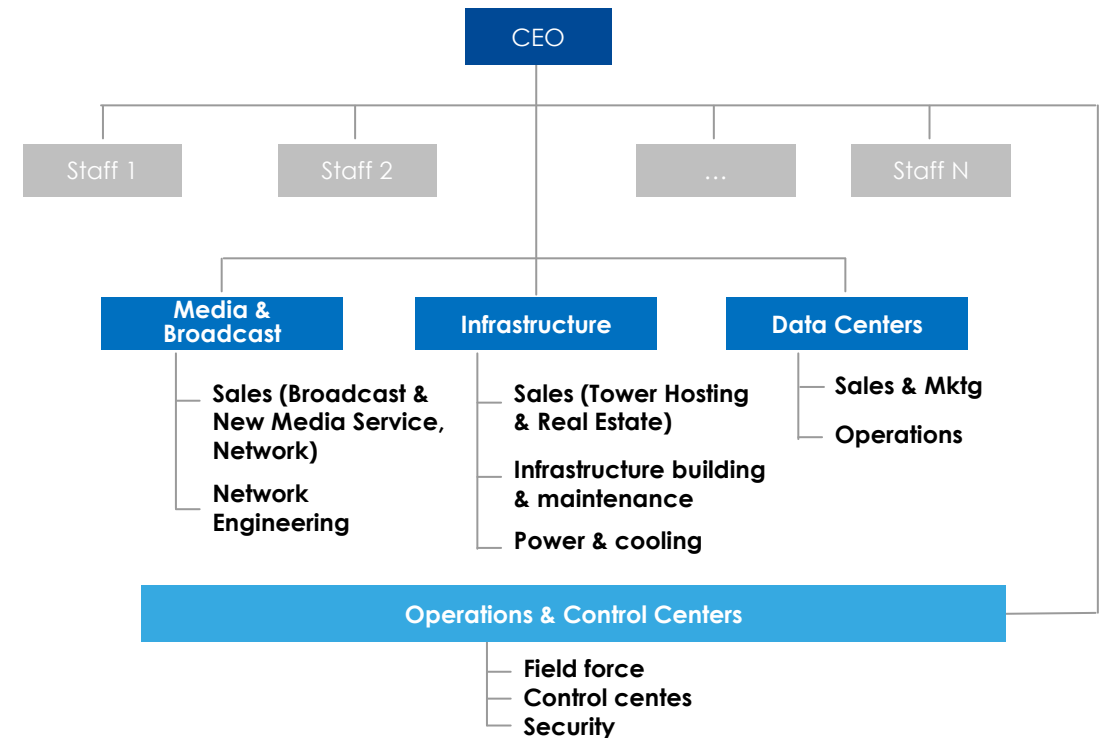 CEO
Staff 1
Staff 2
...
Staff N
Media &
Broadcast
Infrastructure
Data Centers
Sales (Broadcast &
New Media Service,
Network)
Network
Engineering
Sales (Tower Hosting
& Real Estate)
Infrastructure building
& maintenance
Power & cooling
Sales & Mktg
Operations
Operations & Control Centers
Field force
Control centes
Security